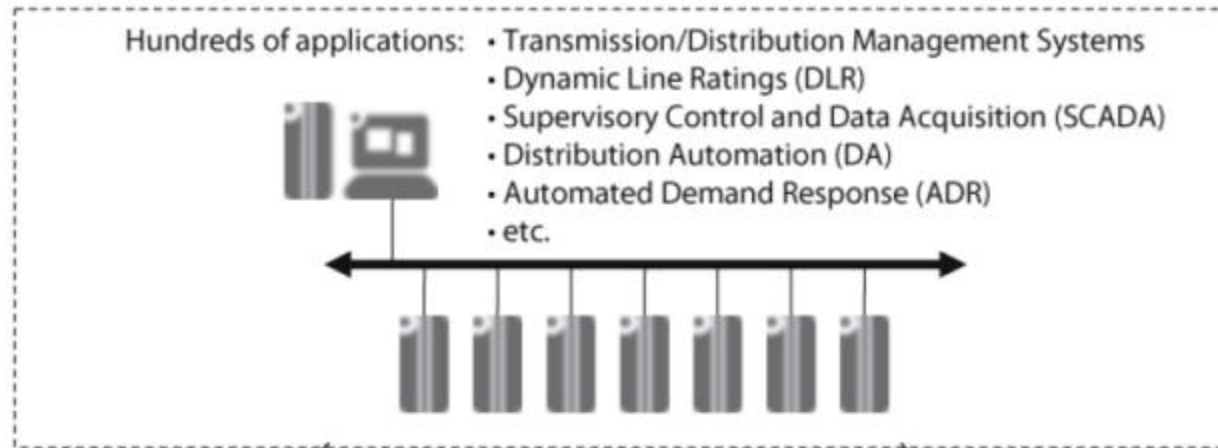 Hundreds of applications: • Transmission/Distribution Management Systems
• Dynamic Line Ratings (DLR)
• Supervisory Control and Data Acquisition (SCADA)
• Distribution Automation (DA)
• Automated Demand Response (ADR)
• etc.